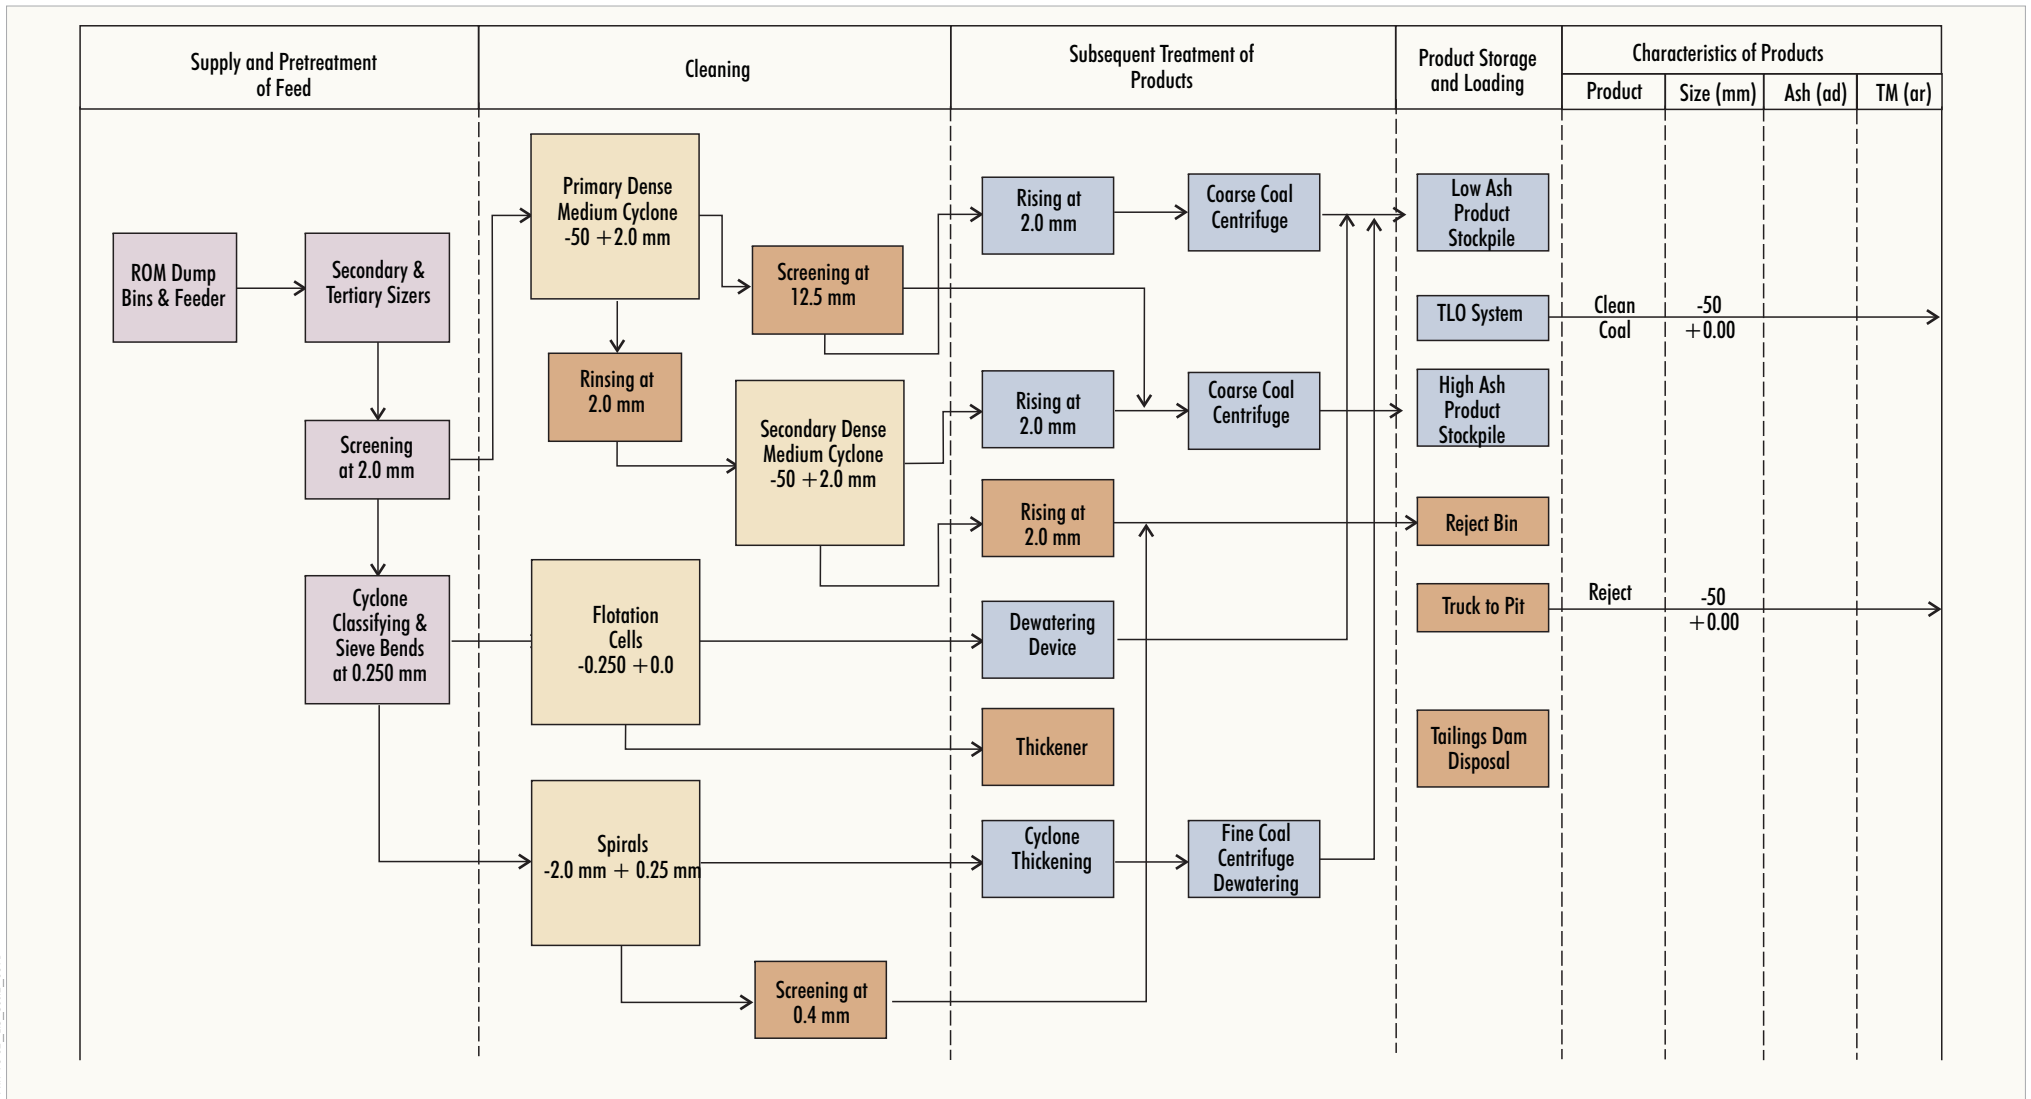 Supply and Pretreatment
of Feed
Cleaning
Subsequent Treatment of
Products
Product Storage
and Loading
Characteristics of Products
Product
Size (mm)
Ash (ad)
TM (ar)
ROM Dump
Bins & Feeder
Secondary &
Tertiary Sizers
Screening
at 2.0 mm
Cyclone
Classifying &
Sieve Bends
at 0.250 mm
Primary Dense
Medium Cyclone
-50 +2.0 mm
Screening at
12.5 mm
Rinsing at
2.0 mm
Secondary Dense
Medium Cyclone
-50 +2.0 mm
Flotation
Cells
-0.250 +0.0
Spirals
-2.0 mm + 0.25 mm
Screening at
0.4 mm
Rising at
2.0 mm
Coarse Coal
Centrifuge
Rising at
2.0 mm
Coarse Coal
Centrifuge
Rising at
2.0 mm
Dewatering
Device
Thickener
Cyclone
Thickening
Fine Coal
Centrifuge
Dewatering
Low Ash
Product
Stockpile
TLO System
High Ash
Product
Stockpile
Reject Bin
Truck to Pit
Tailings Dam
Disposal
Clean
Coal
-50
+0.00
Reject
-50
+0.00